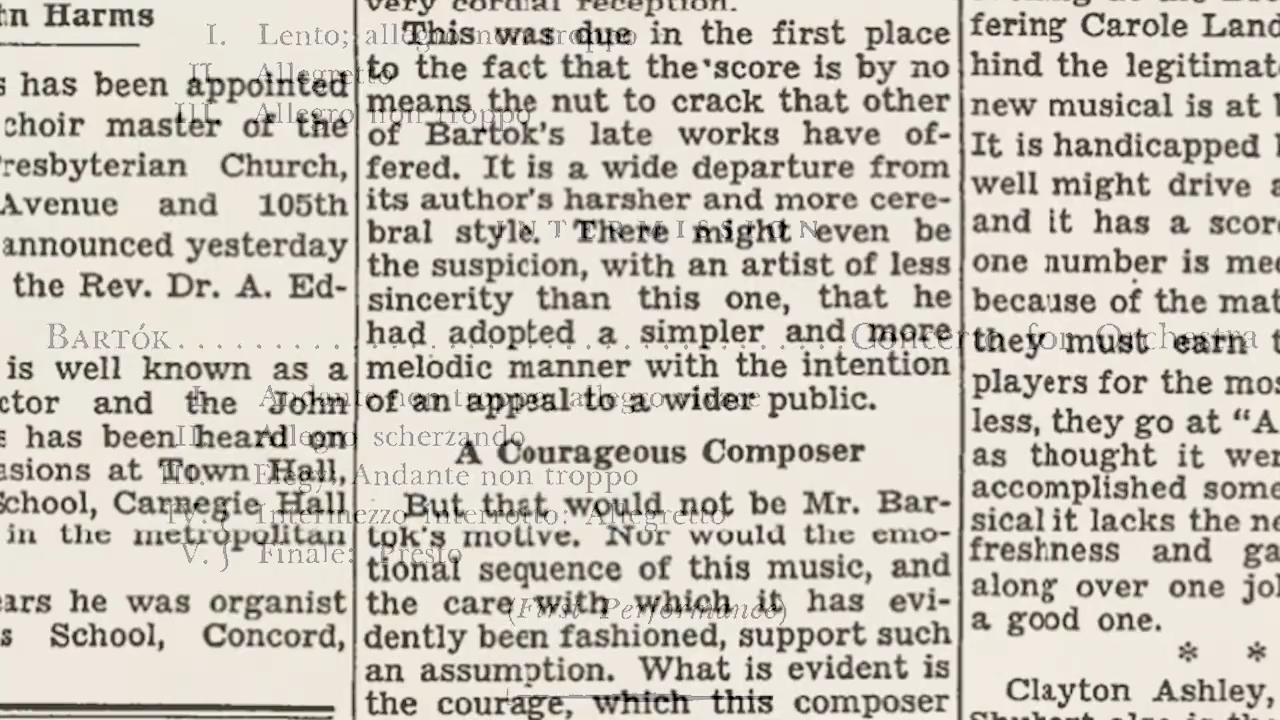 n Harms
s has been appointed
choir master of the
resbyterian Church,
Avenue and 105th
announced yesterday
the Rev. Dr. A. Ed-
is well known as a
ctor and the John
s has been heard on
asions at Town Hall,
School, Carnegie Hall
in the metropolitan
ears he was organist
s School, Concord,
very cordial reception.
This was due in the first place
to the fact that the score is by no
means the nut to crack that other
of Bartok's late works have of-
fered. It is a wide departure from
its author's harsher and more cere-
bral style. There might even be
the suspicion, with an artist of less
sincerity than this one, that he
had adopted a simpler and more
melodic manner with the intention
of an appeal to a wider public.
A Courageous Composer
But that would not be Mr. Bar-
tok's motive. Nor would the emo-
tional sequence of this music, and
the care with which it has evi-
dently been fashioned, support such
an assumption. What is evident is
the courage, which this composer
fering Carole Land
hind the legitimat
new musical is at
It is handicapped
well might drive a
and it has a scor
one number is me
because of the mat
they must earn t
players for the mos
less, they go at "A
as thought it wer
accomplished some
sical it lacks the ne
freshness and ga
along over one jo
a good one.
* *
Clayton Ashley,
I. Lento; allegro non troppo
II. Allegretto
III. Allegro non troppo
INTERMISSION
BARTÓK. . . . . . . . . . . . . . . . . . . . . . Concerto for Orchestra
I. Andante non troppo; allegro vivace
II. Allegro scherzando
III. Elegy: Andante non troppo
IV. { Intermezzo Interrotto: Allegretto
V. { Finale: Presto
(First Performance)